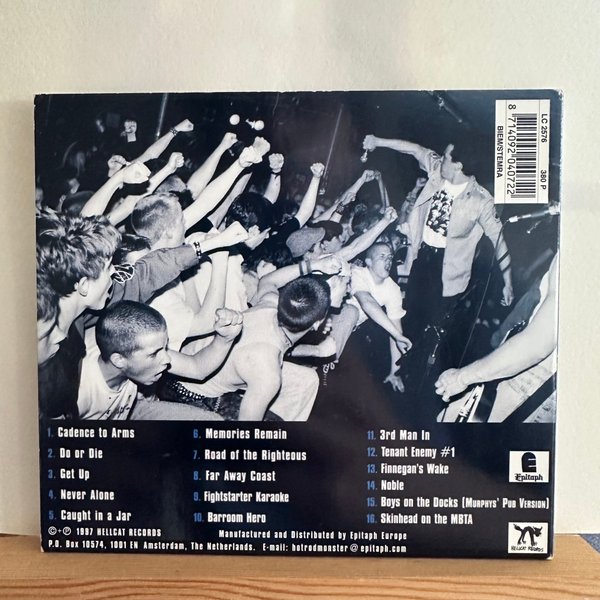 LC 2576
360 P
8 714092 040722
BIEM/STEMRA
1. Cadence to Arms
2. Do or Die
3. Get Up
4. Never Alone
5. Caught in a Jar
6. Memories Remain
7. Road of the Righteous
8. Far Away Coast
9. Fightstarter Karaoke
10. Barroom Hero
11. 3rd Man In
12. Tenant Enemy #1
13. Finnegan's Wake
14. Noble
15. Boys on the Docks (Murphys' Pub Version)
16. Skinhead on the MBTA
E
Epitaph
HELLCAT RECORDS
©+℗ 1997 HELLCAT RECORDS
Manufactured and Distributed by Epitaph Europe
P.O. Box 10574, 1001 EN Amsterdam, The Netherlands. E-mail: hotrodmonster@epitaph.com